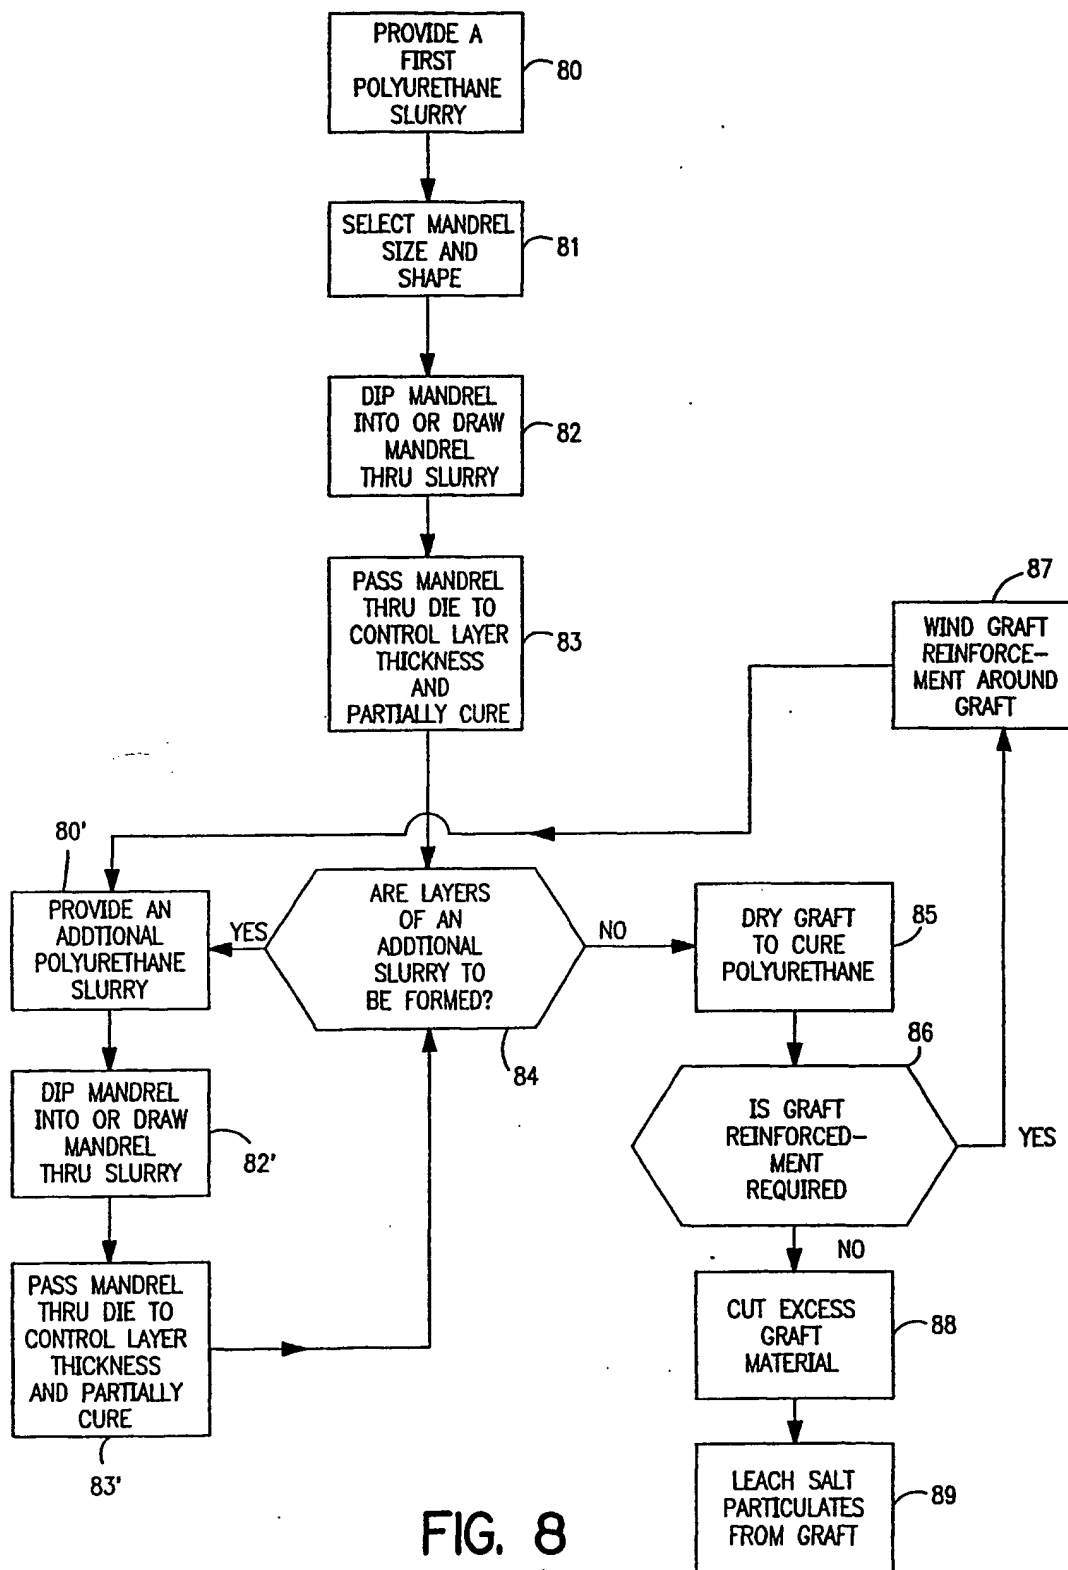 PROVIDE A
FIRST
POLYURETHANE
SLURRY
80
SELECT MANDREL
SIZE AND
SHAPE
81
DIP MANDREL
INTO OR DRAW
MANDREL
THRU SLURRY
82
PASS MANDREL
THRU DIE TO
CONTROL LAYER
THICKNESS
AND
PARTIALLY CURE
83
87
WIND GRAFT
REINFORCE-
MENT AROUND
GRAFT
80'
PROVIDE AN
ADDTIONAL
POLYURETHANE
SLURRY
YES
ARE LAYERS
OF AN
ADDTIONAL
SLURRY TO
BE FORMED?
84
NO
DRY GRAFT
TO CURE
POLYURETHANE
85
DIP MANDREL
INTO OR DRAW
MANDREL
THRU SLURRY
82'
86
IS GRAFT
REINFORCED-
MENT
REQUIRED
YES
NO
PASS MANDREL
THRU DIE TO
CONTROL LAYER
THICKNESS
AND PARTIALLY
CURE
83'
CUT EXCESS
GRAFT
MATERIAL
88
LEACH SALT
PARTICULATES
FROM GRAFT
89
FIG. 8